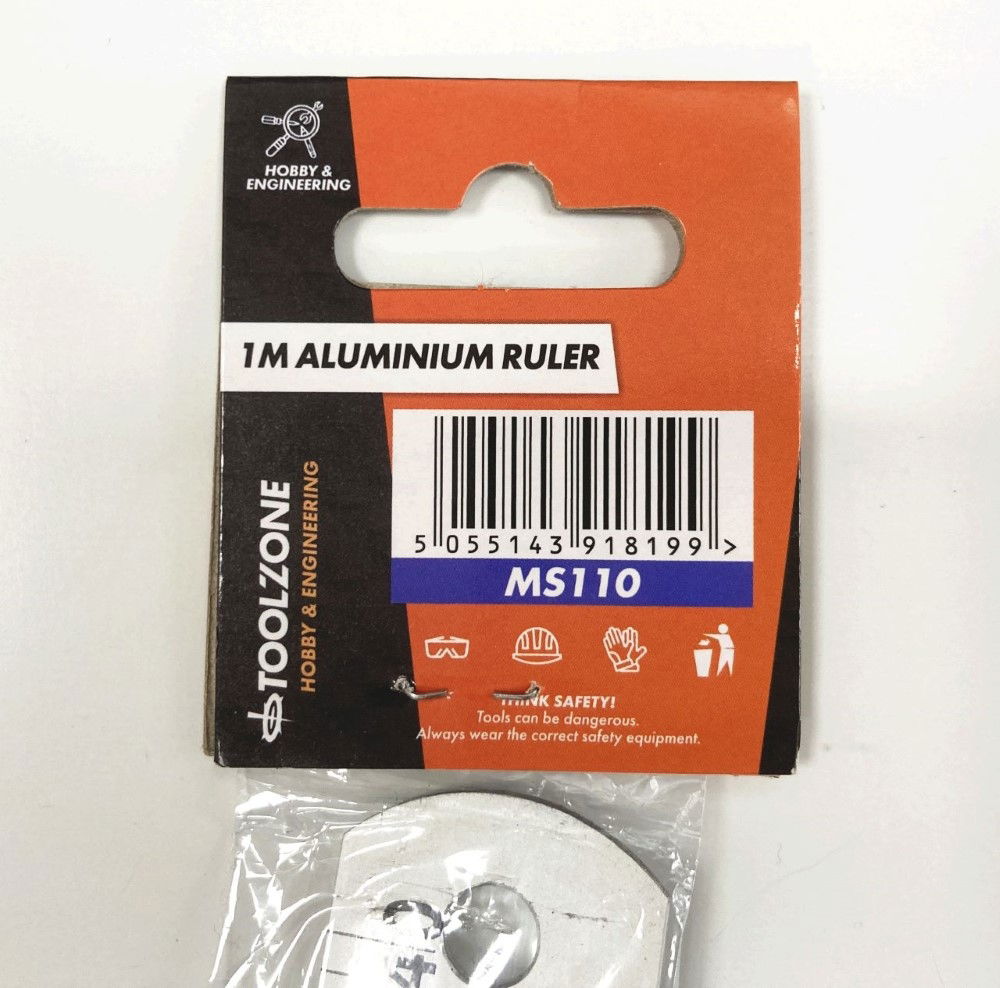 HOBBY &
ENGINEERING
1M ALUMINIUM RULER
TOOLZONE
HOBBY & ENGINEERING
5 055143 918199 >
MS110
THINK SAFETY!
Tools can be dangerous.
Always wear the correct safety equipment.